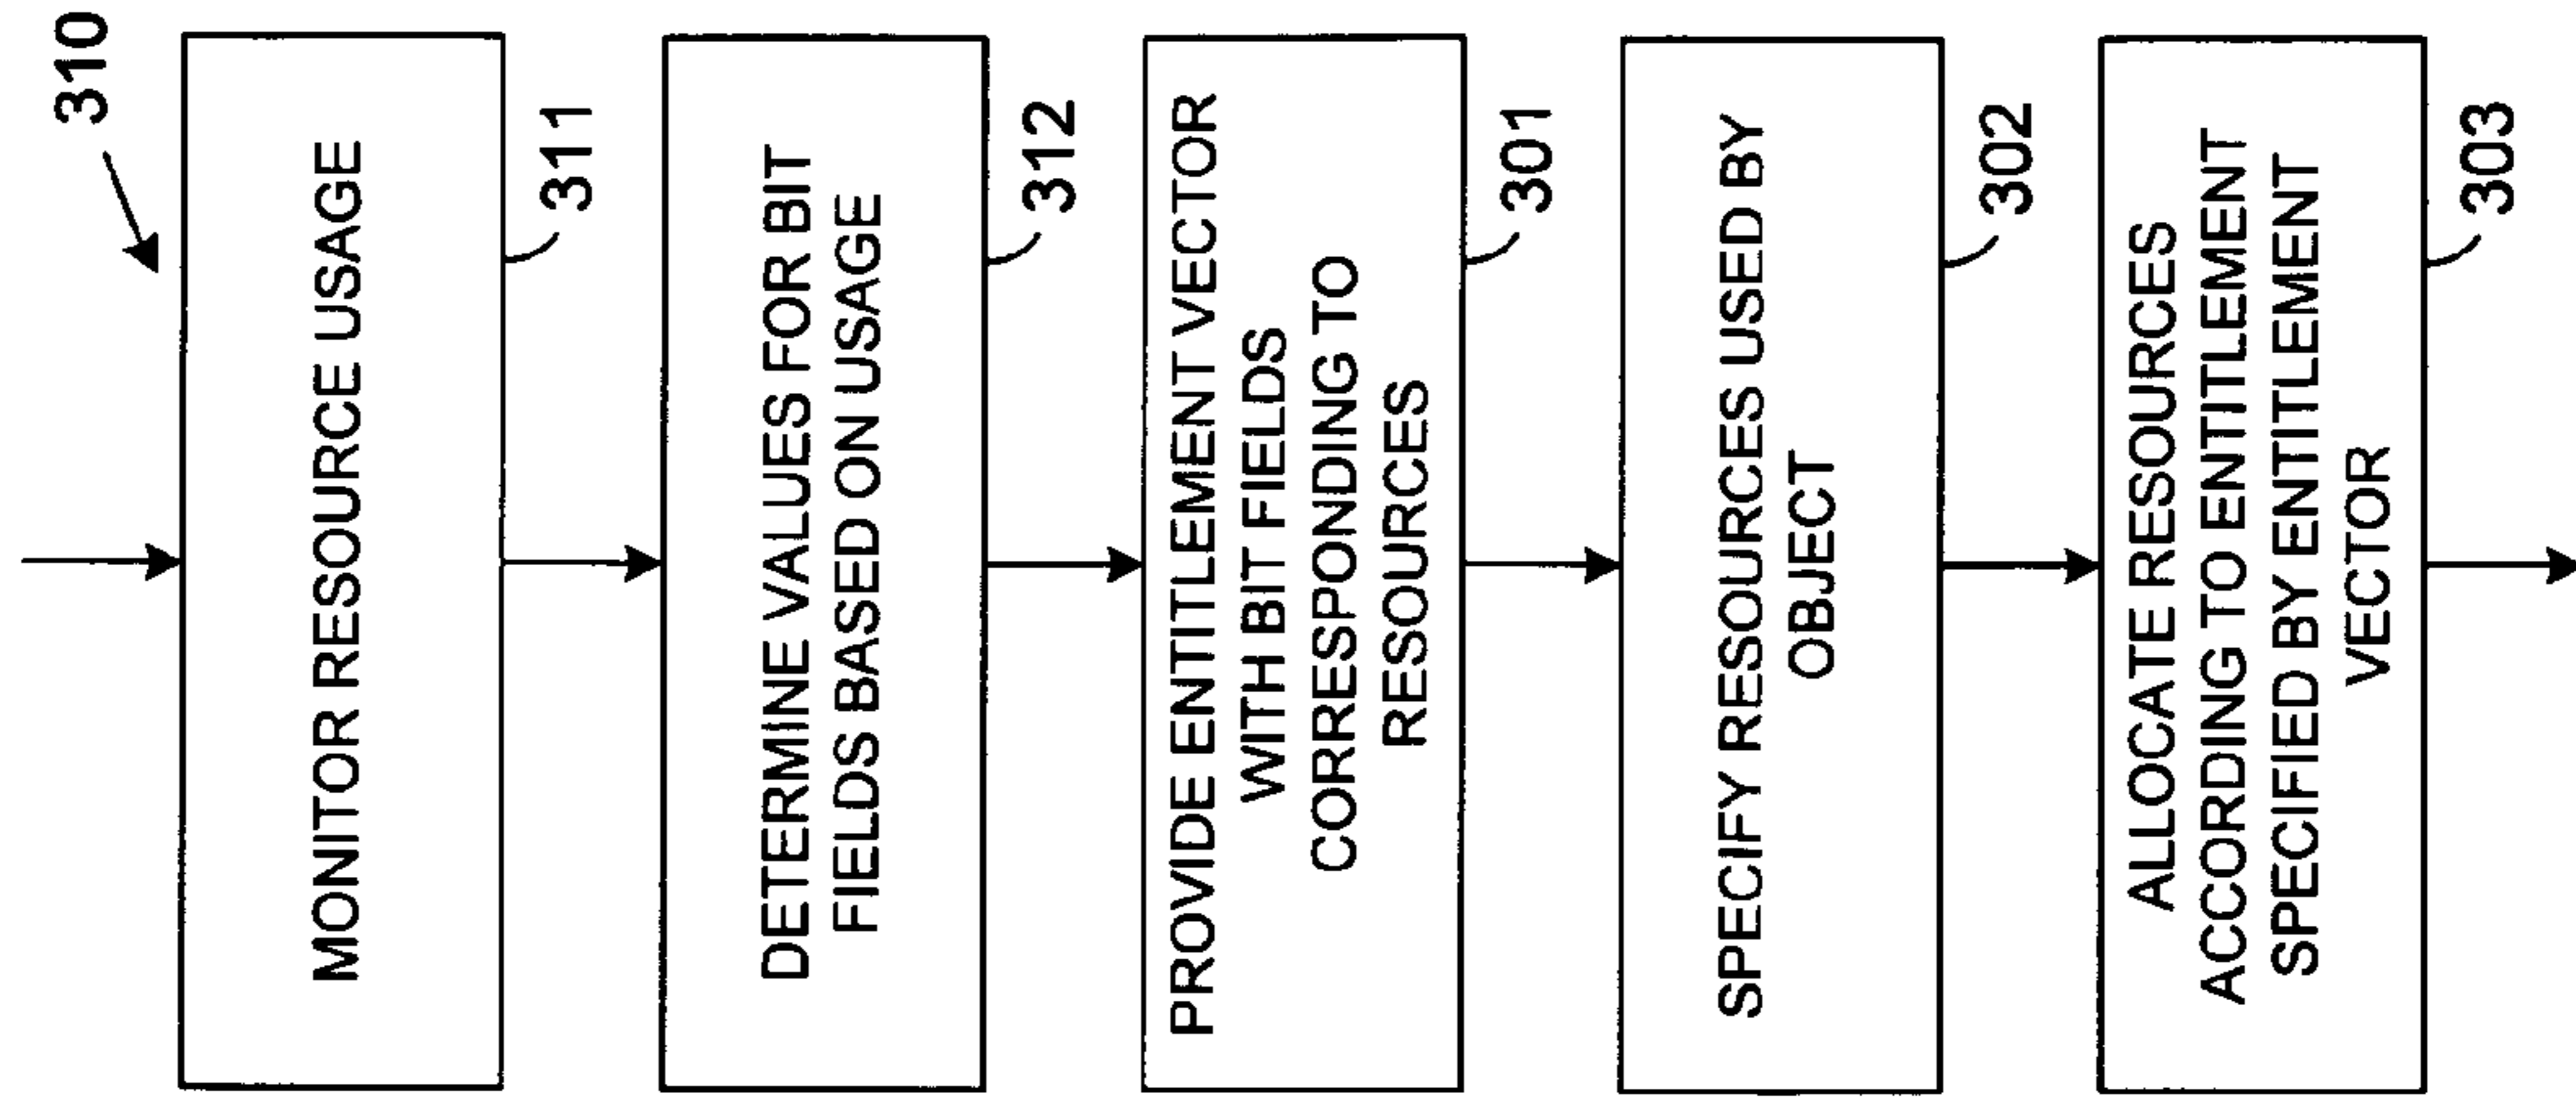 310
MONITOR RESOURCE USAGE
311
DETERMINE VALUES FOR BIT
FIELDS BASED ON USAGE
312
PROVIDE ENTITLEMENT VECTOR
WITH BIT FIELDS
CORRESPONDING TO
RESOURCES
301
SPECIFY RESOURCES USED BY
OBJECT
302
ALLOCATE RESOURCES
ACCORDING TO ENTITLEMENT
SPECIFIED BY ENTITLEMENT
VECTOR
303